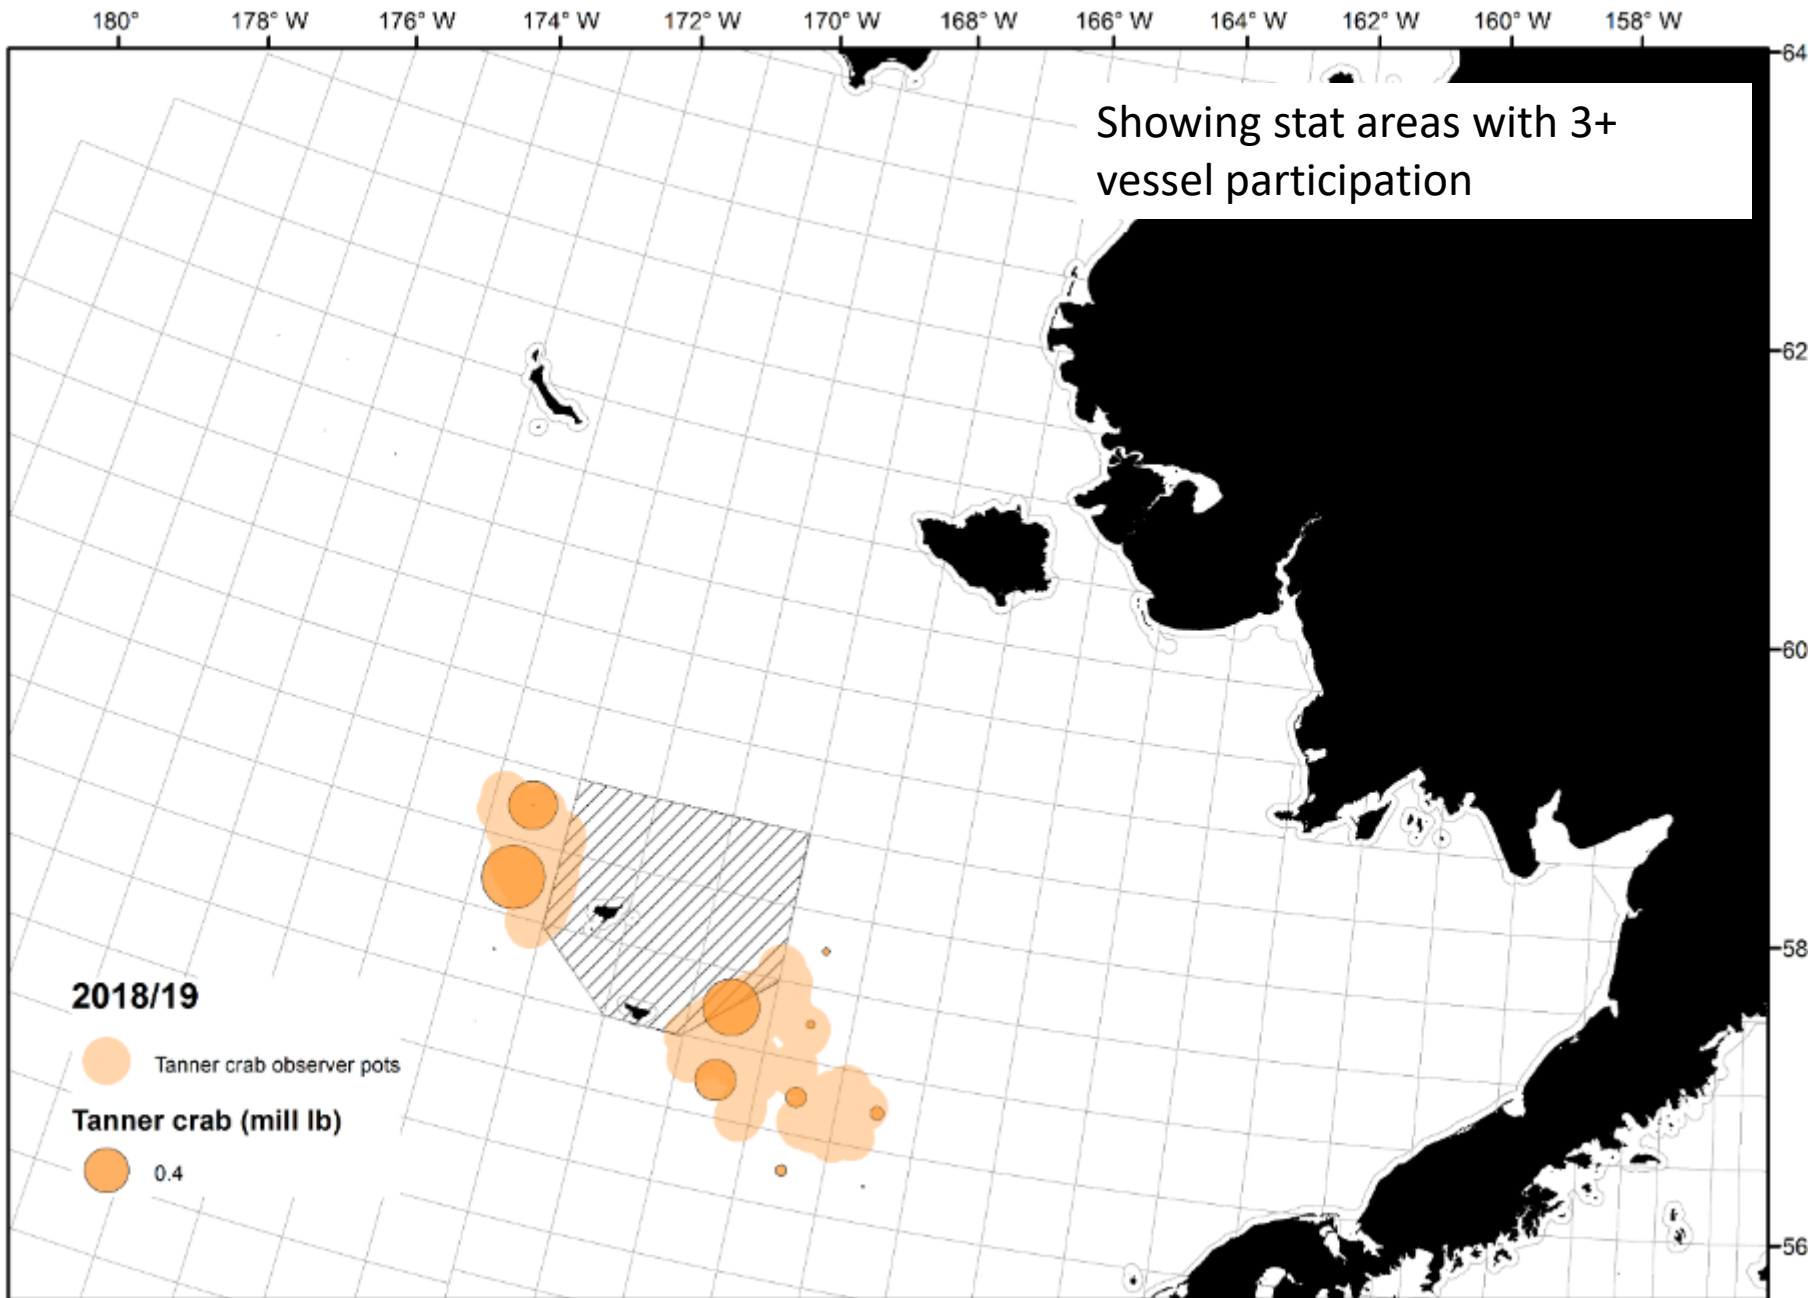 180° 178° W 176° W 174° W 172° W 170° W 168° W 166° W 164° W 162° W 160° W 158° W
64
Showing stat areas with 3+
vessel participation
62
60
58
2018/19
Tanner crab observer pots
Tanner crab (mill lb)
0.4
56